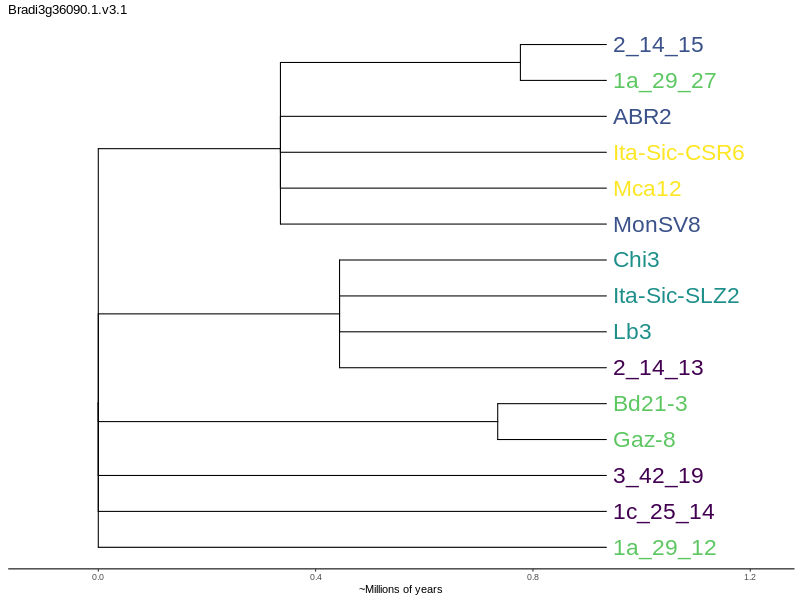 Bradi3g36090.1.v3.1
2_14_15
1a_29_27
ABR2
Ita-Sic-CSR6
Mca12
MonSV8
Chi3
Ita-Sic-SLZ2
Lb3
2_14_13
Bd21-3
Gaz-8
3_42_19
1c_25_14
1a_29_12
0.0 0.4 0.8 1.2
~Millions of years